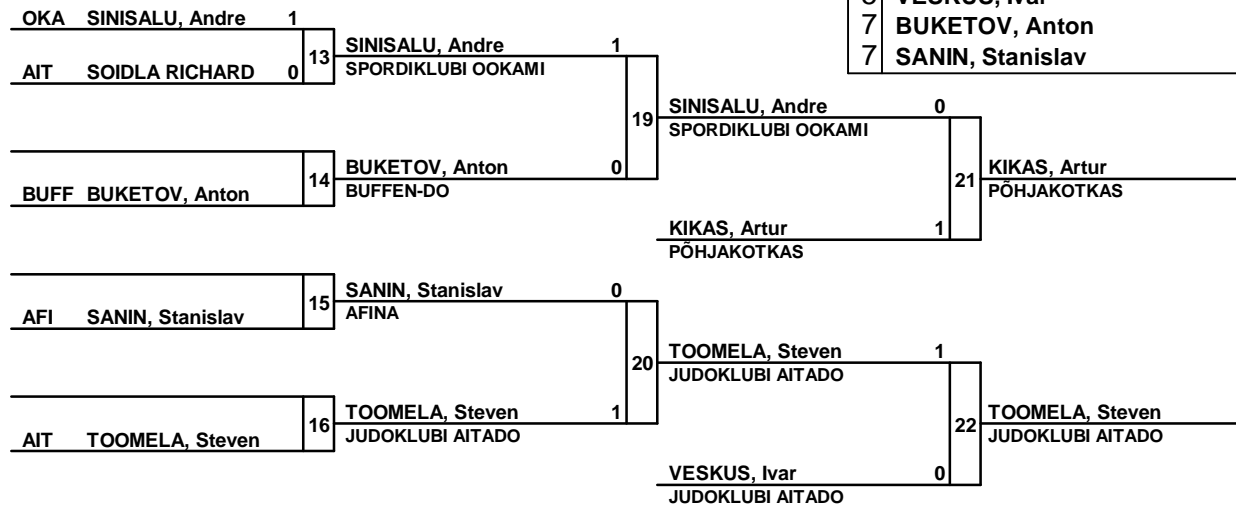 VESKUS, Ivar
7 BUKETOV, Anton
7 SANIN, Stanislav
OKA SINISALU, Andre 1
13
AIT SOIDLA RICHARD 0
SINISALU, Andre 1
SPORDIKLUBI OOKAMI
14
BUFF BUKETOV, Anton
BUKETOV, Anton 0
BUFFEN-DO
19
SINISALU, Andre 0
SPORDIKLUBI OOKAMI
21
KIKAS, Artur 1
PÕHJAKOTKAS
KIKAS, Artur
PÕHJAKOTKAS
15
AFI SANIN, Stanislav
SANIN, Stanislav 0
AFINA
16
AIT TOOMELA, Steven
TOOMELA, Steven 1
JUDOKLUBI AITADO
20
TOOMELA, Steven 1
JUDOKLUBI AITADO
22
VESKUS, Ivar 0
JUDOKLUBI AITADO
TOOMELA, Steven
JUDOKLUBI AITADO